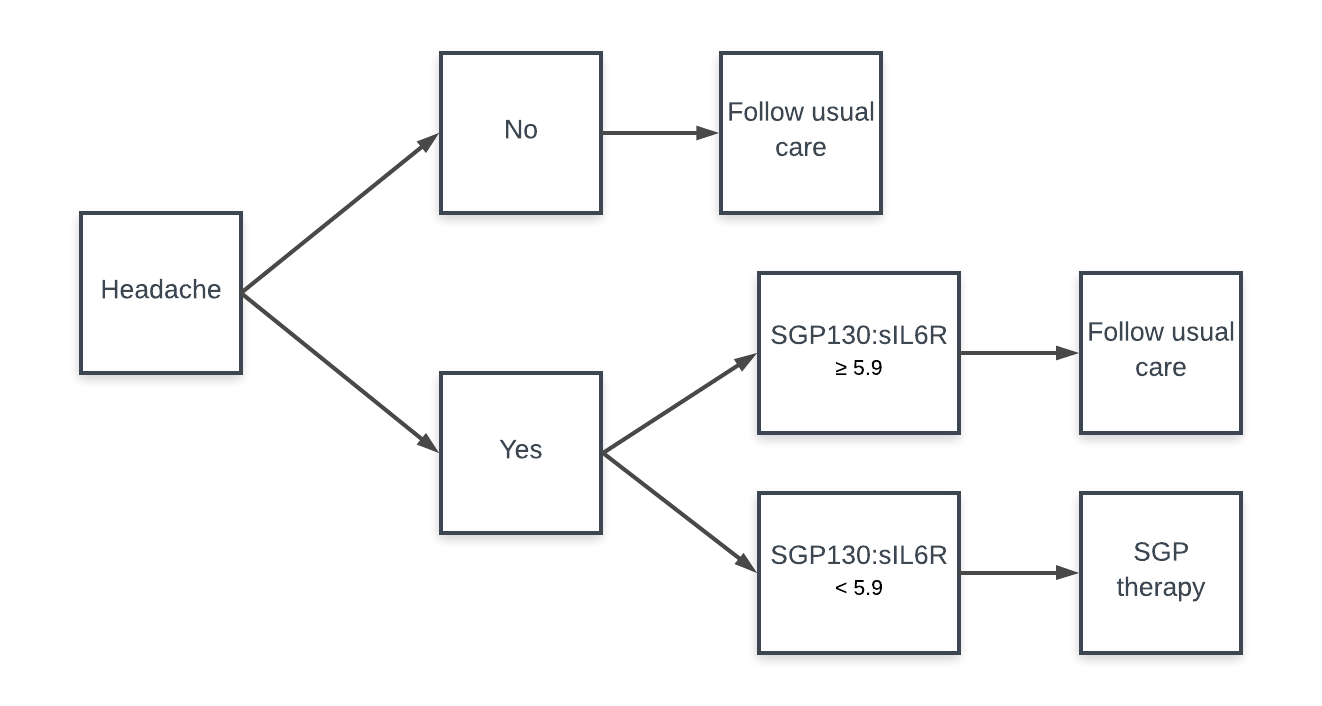 No
Follow usual
care
Headache
SGP130:sIL6R
≥ 5.9
Follow usual
care
Yes
SGP130:sIL6R
< 5.9
SGP
therapy